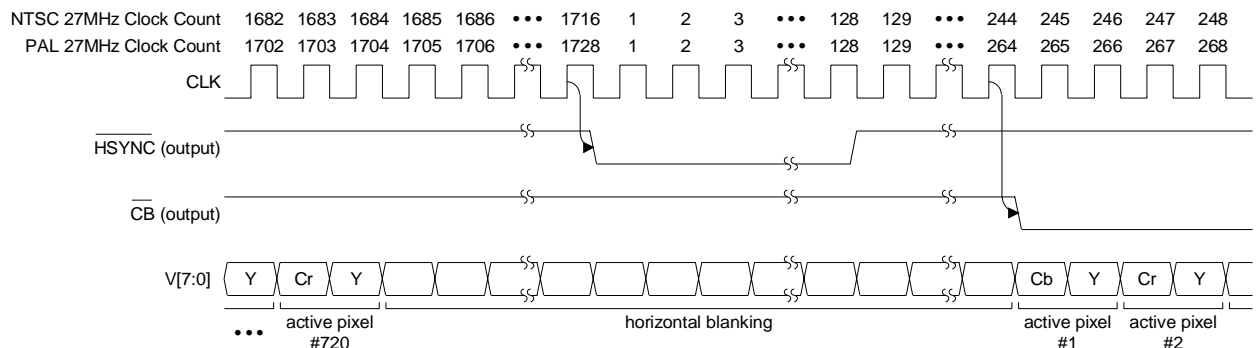 NTSC 27MHz Clock Count 1682 1683 1684 1685 1686 ••• 1716 1 2 3 ••• 128 129 ••• 244 245 246 247 248
PAL 27MHz Clock Count 1702 1703 1704 1705 1706 ••• 1728 1 2 3 ••• 128 129 ••• 264 265 266 267 268
CLK
HSYNC (output)
CB (output)
V[7:0] Y Cr Y Cb Y Cr Y
••• active pixel #720 horizontal blanking active pixel #1 active pixel #2